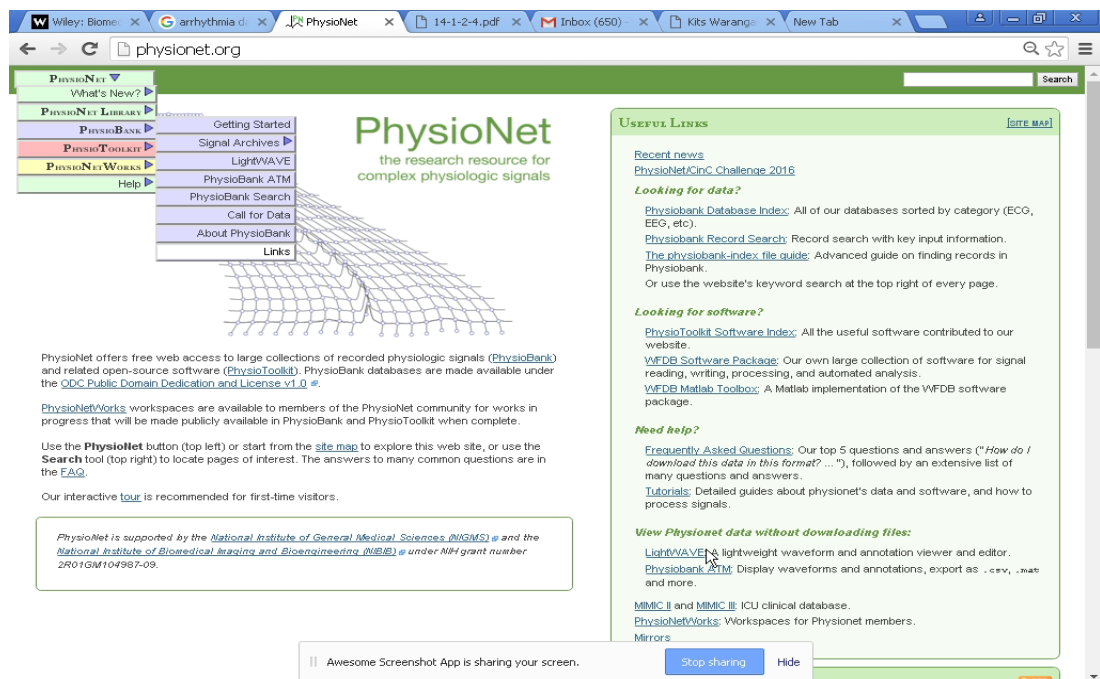 Wiley: Biomed
arrhythmia d
PhysioNet
14-1-2-4.pdf
Inbox (650) -
Kits Waranga
New Tab
physionet.org
PHYSIONET
What's New?
PHYSIONET LIBRARY
PHYSIOBANK
PHYSIOTOOLKIT
PHYSIONETWORKS
Help
Getting Started
Signal Archives
LightWAVE
PhysioBank ATM
PhysioBank Search
Call for Data
About PhysioBank
Links
Search
PhysioNet
the research resource for
complex physiologic signals
PhysioNet offers free web access to large collections of recorded physiologic signals (PhysioBank)
and related open-source software (PhysioToolkit). PhysioBank databases are made available under
the ODC Public Domain Dedication and License v1.0
PhysioNetWorks workspaces are available to members of the PhysioNet community for works in
progress that will be made publicly available in PhysioBank and PhysioToolkit when complete.
Use the PhysioNet button (top left) or start from the site map to explore this web site, or use the
Search tool (top right) to locate pages of interest. The answers to many common questions are in
the FAQ.
Our interactive tour is recommended for first-time visitors.
PhysioNet is supported by the National Institute of General Medical Sciences (NIGMS) and the
National Institute of Biomedical Imaging and Bioengineering (NIBIB) under NIH grant number
2R01GM104987-09.
USEFUL LINKS [SITE MAP]
Recent news
PhysioNet/CinC Challenge 2016
Looking for data?
Physiobank Database Index: All of our databases sorted by category (ECG,
EEG, etc).
Physiobank Record Search: Record search with key input information.
The physiobank-index file guide: Advanced guide on finding records in
Physiobank.
Or use the website's keyword search at the top right of every page.
Looking for software?
PhysioToolkit Software Index: All the useful software contributed to our
website.
WFDB Software Package: Our own large collection of software for signal
reading, writing, processing, and automated analysis.
WFDB Matlab Toolbox: A Matlab implementation of the WFDB software
package.
Need help?
Frequently Asked Questions: Our top 5 questions and answers ("How do I
download this data in this format? ... "), followed by an extensive list of
many questions and answers.
Tutorials: Detailed guides about physionet's data and software, and how to
process signals.
View Physionet data without downloading files:
LightWAVE: A lightweight waveform and annotation viewer and editor.
Physiobank ATM: Display waveforms and annotations, export as .csv, .mat
and more.
MIMIC II and MIMIC III: ICU clinical database.
PhysioNetWorks: Workspaces for Physionet members.
Mirrors
Awesome Screenshot App is sharing your screen.
Stop sharing
Hide